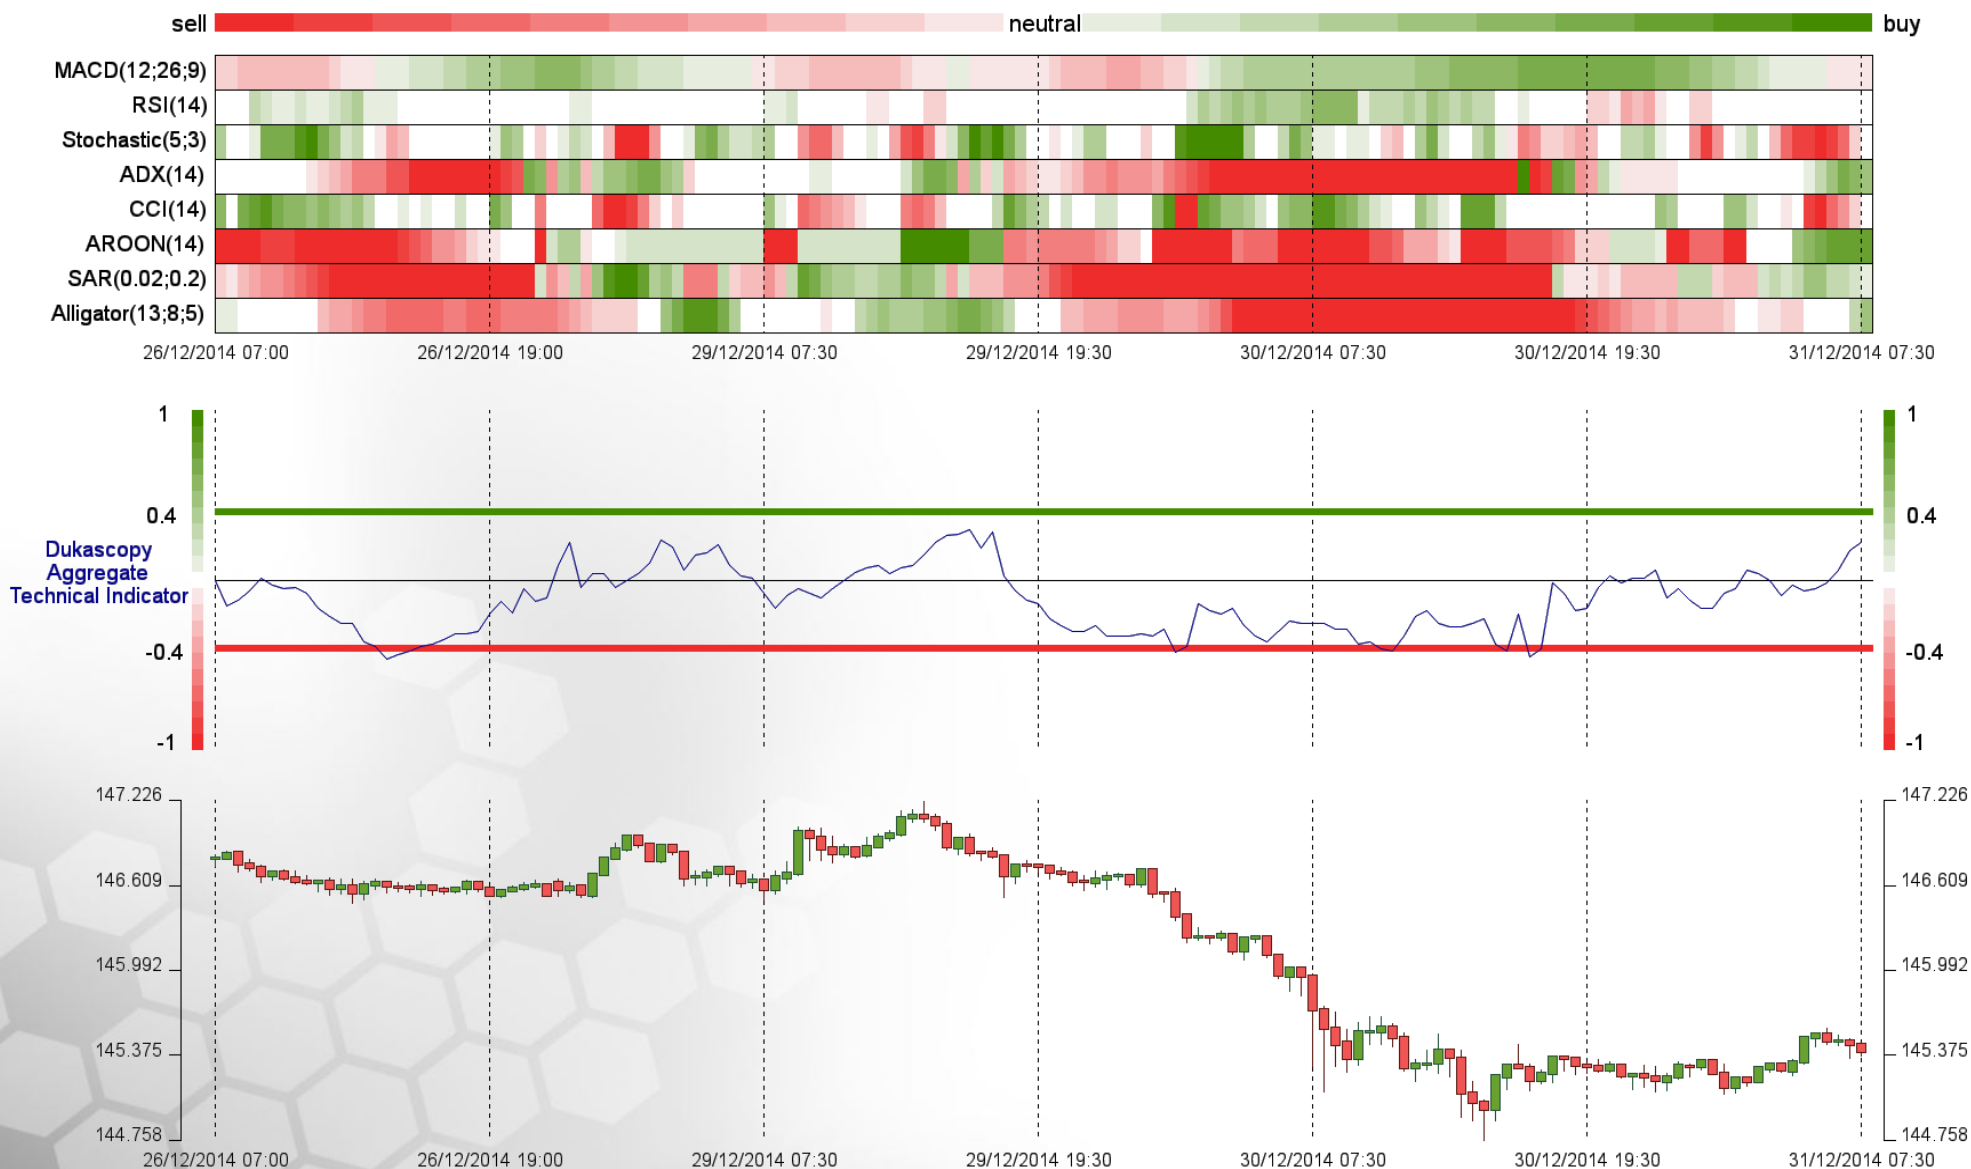 sell neutral buy
MACD(12;26;9)
RSI(14)
Stochastic(5;3)
ADX(14)
CCI(14)
AROON(14)
SAR(0.02;0.2)
Alligator(13;8;5)
26/12/2014 07:00 26/12/2014 19:00 29/12/2014 07:30 29/12/2014 19:30 30/12/2014 07:30 30/12/2014 19:30 31/12/2014 07:30
1 1
0.4 0.4
Dukascopy
Aggregate
Technical Indicator
-0.4 -0.4
-1 -1
147.226 147.226
146.609 146.609
145.992 145.992
145.375 145.375
144.758 144.758
26/12/2014 07:00 26/12/2014 19:00 29/12/2014 07:30 29/12/2014 19:30 30/12/2014 07:30 30/12/2014 19:30 31/12/2014 07:30